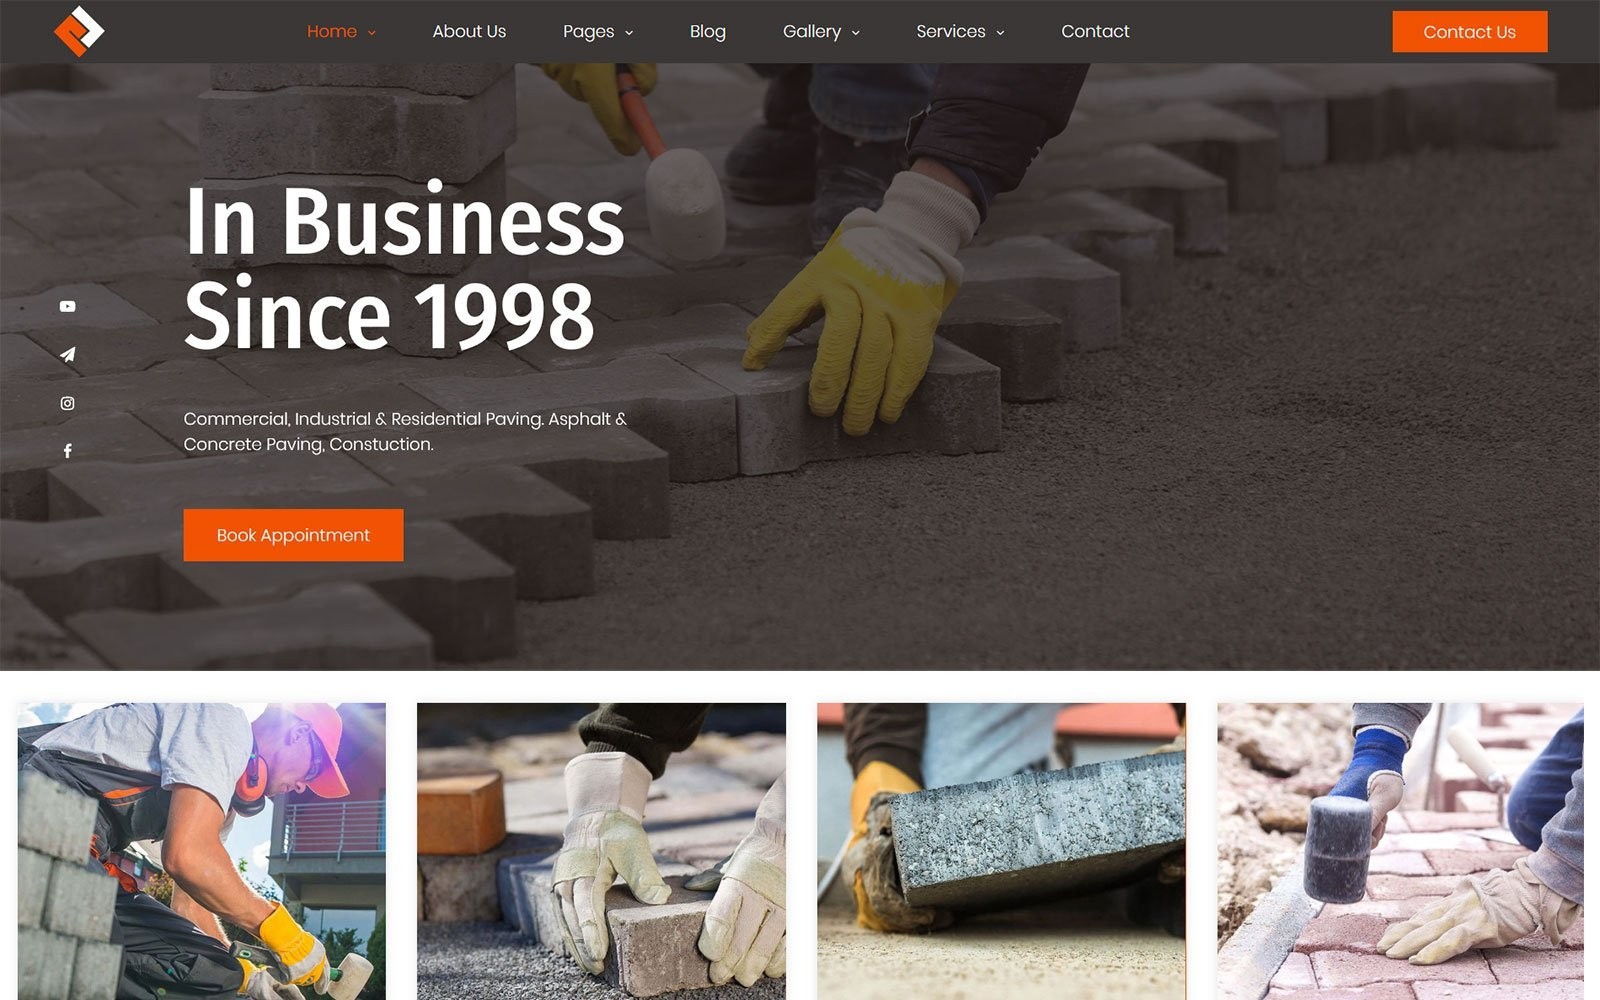 Home
About Us
Pages
Blog
Gallery
Services
Contact
Contact Us
In Business
Since 1998
Commercial, Industrial & Residential Paving. Asphalt &
Concrete Paving, Constuction.
Book Appointment